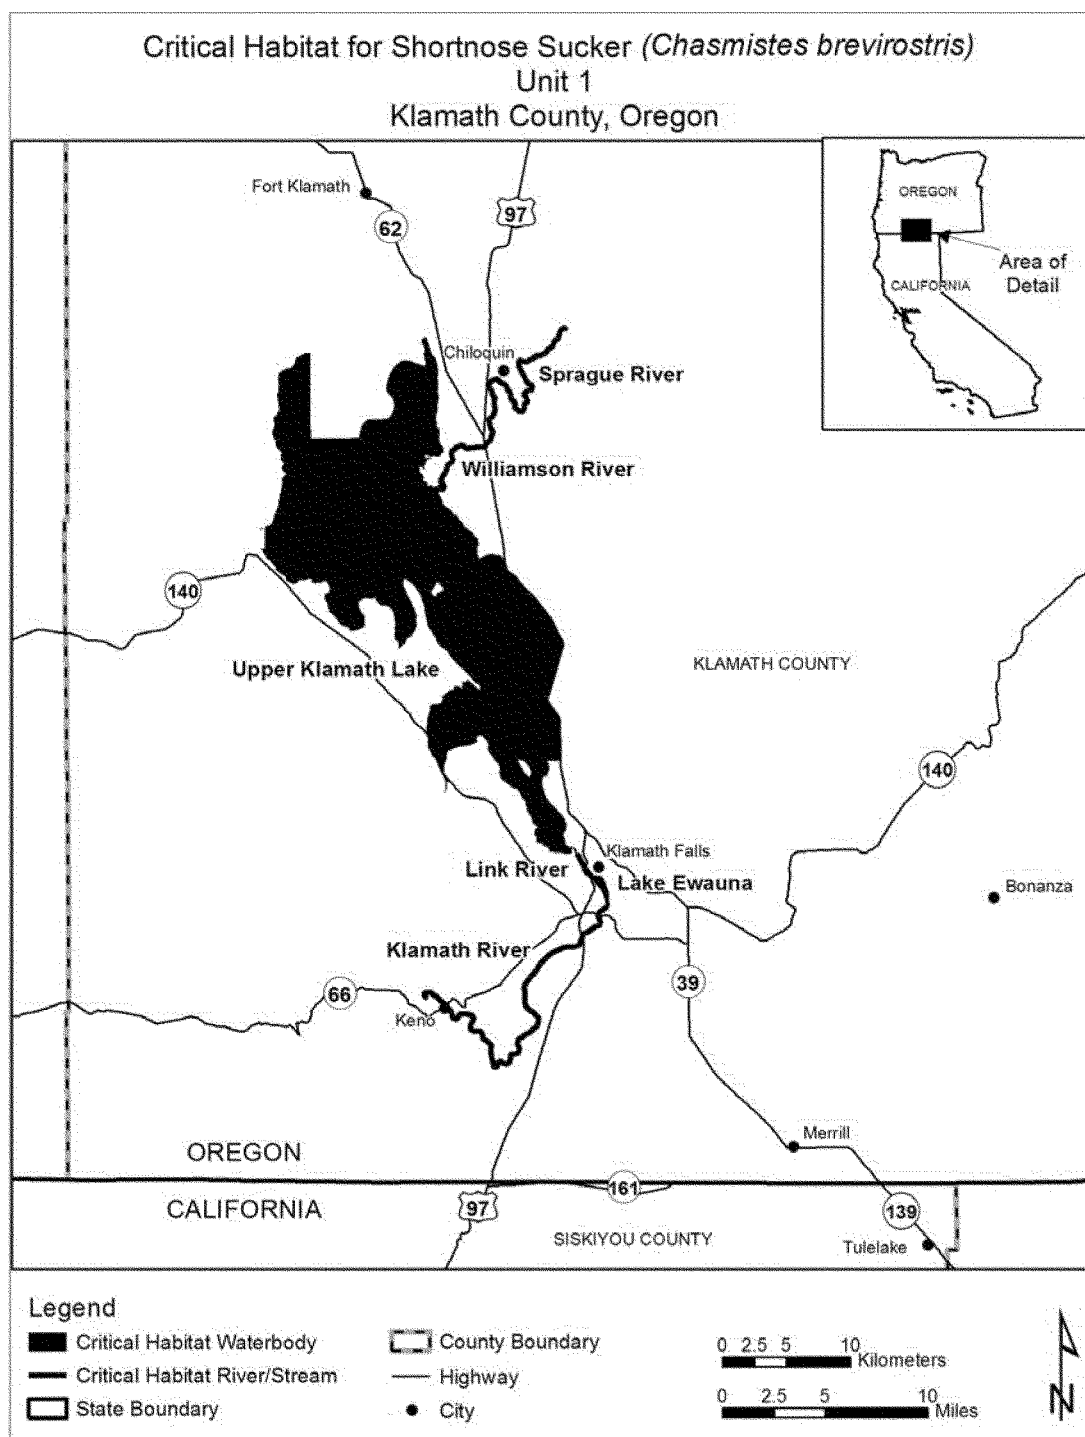 Critical Habitat for Shortnose Sucker (Chasmistes brevirostris)
Unit 1
Klamath County, Oregon
Fort Klamath
62
97
OREGON
Area of
Detail
CALIFORNIA
Chiloquin
Sprague River
Williamson River
140
Upper Klamath Lake
KLAMATH COUNTY
140
Klamath Falls
Link River
Lake Ewauna
Bonanza
Klamath River
66
39
Keno
Merrill
OREGON
161
CALIFORNIA
97
139
SISKIYOU COUNTY
Tulelake
Legend
Critical Habitat Waterbody
Critical Habitat River/Stream
State Boundary
County Boundary
Highway
City
0 2.5 5 10
Kilometers
0 2.5 5 10
Miles
N